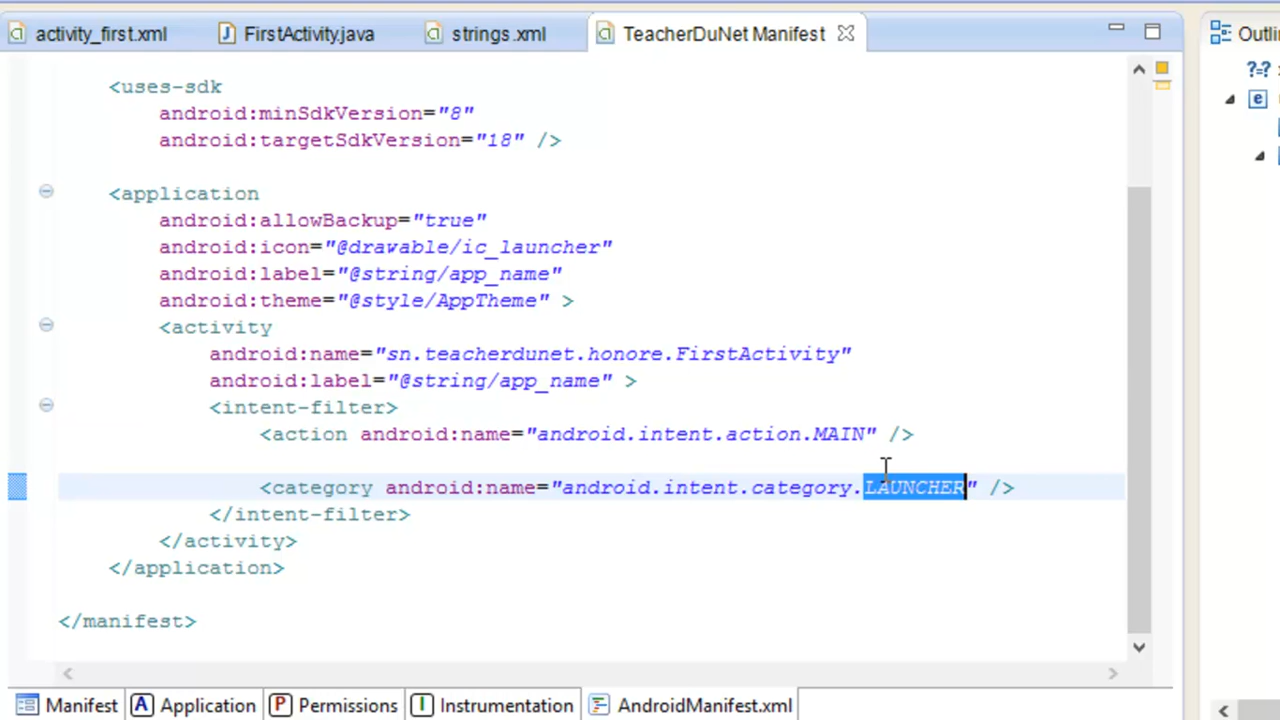 activity_first.xml FirstActivity.java strings.xml TeacherDuNet Manifest
<uses-sdk
android:minSdkVersion="8"
android:targetSdkVersion="18" />
<application
android:allowBackup="true"
android:icon="@drawable/ic_launcher"
android:label="@string/app_name"
android:theme="@style/AppTheme" >
<activity
android:name="sn.teacherdunet.honore.FirstActivity"
android:label="@string/app_name" >
<intent-filter>
<action android:name="android.intent.action.MAIN" />
<category android:name="android.intent.category.LAUNCHER" />
</intent-filter>
</activity>
</application>
</manifest>
Manifest A Application P Permissions I Instrumentation AndroidManifest.xml
?=?
e